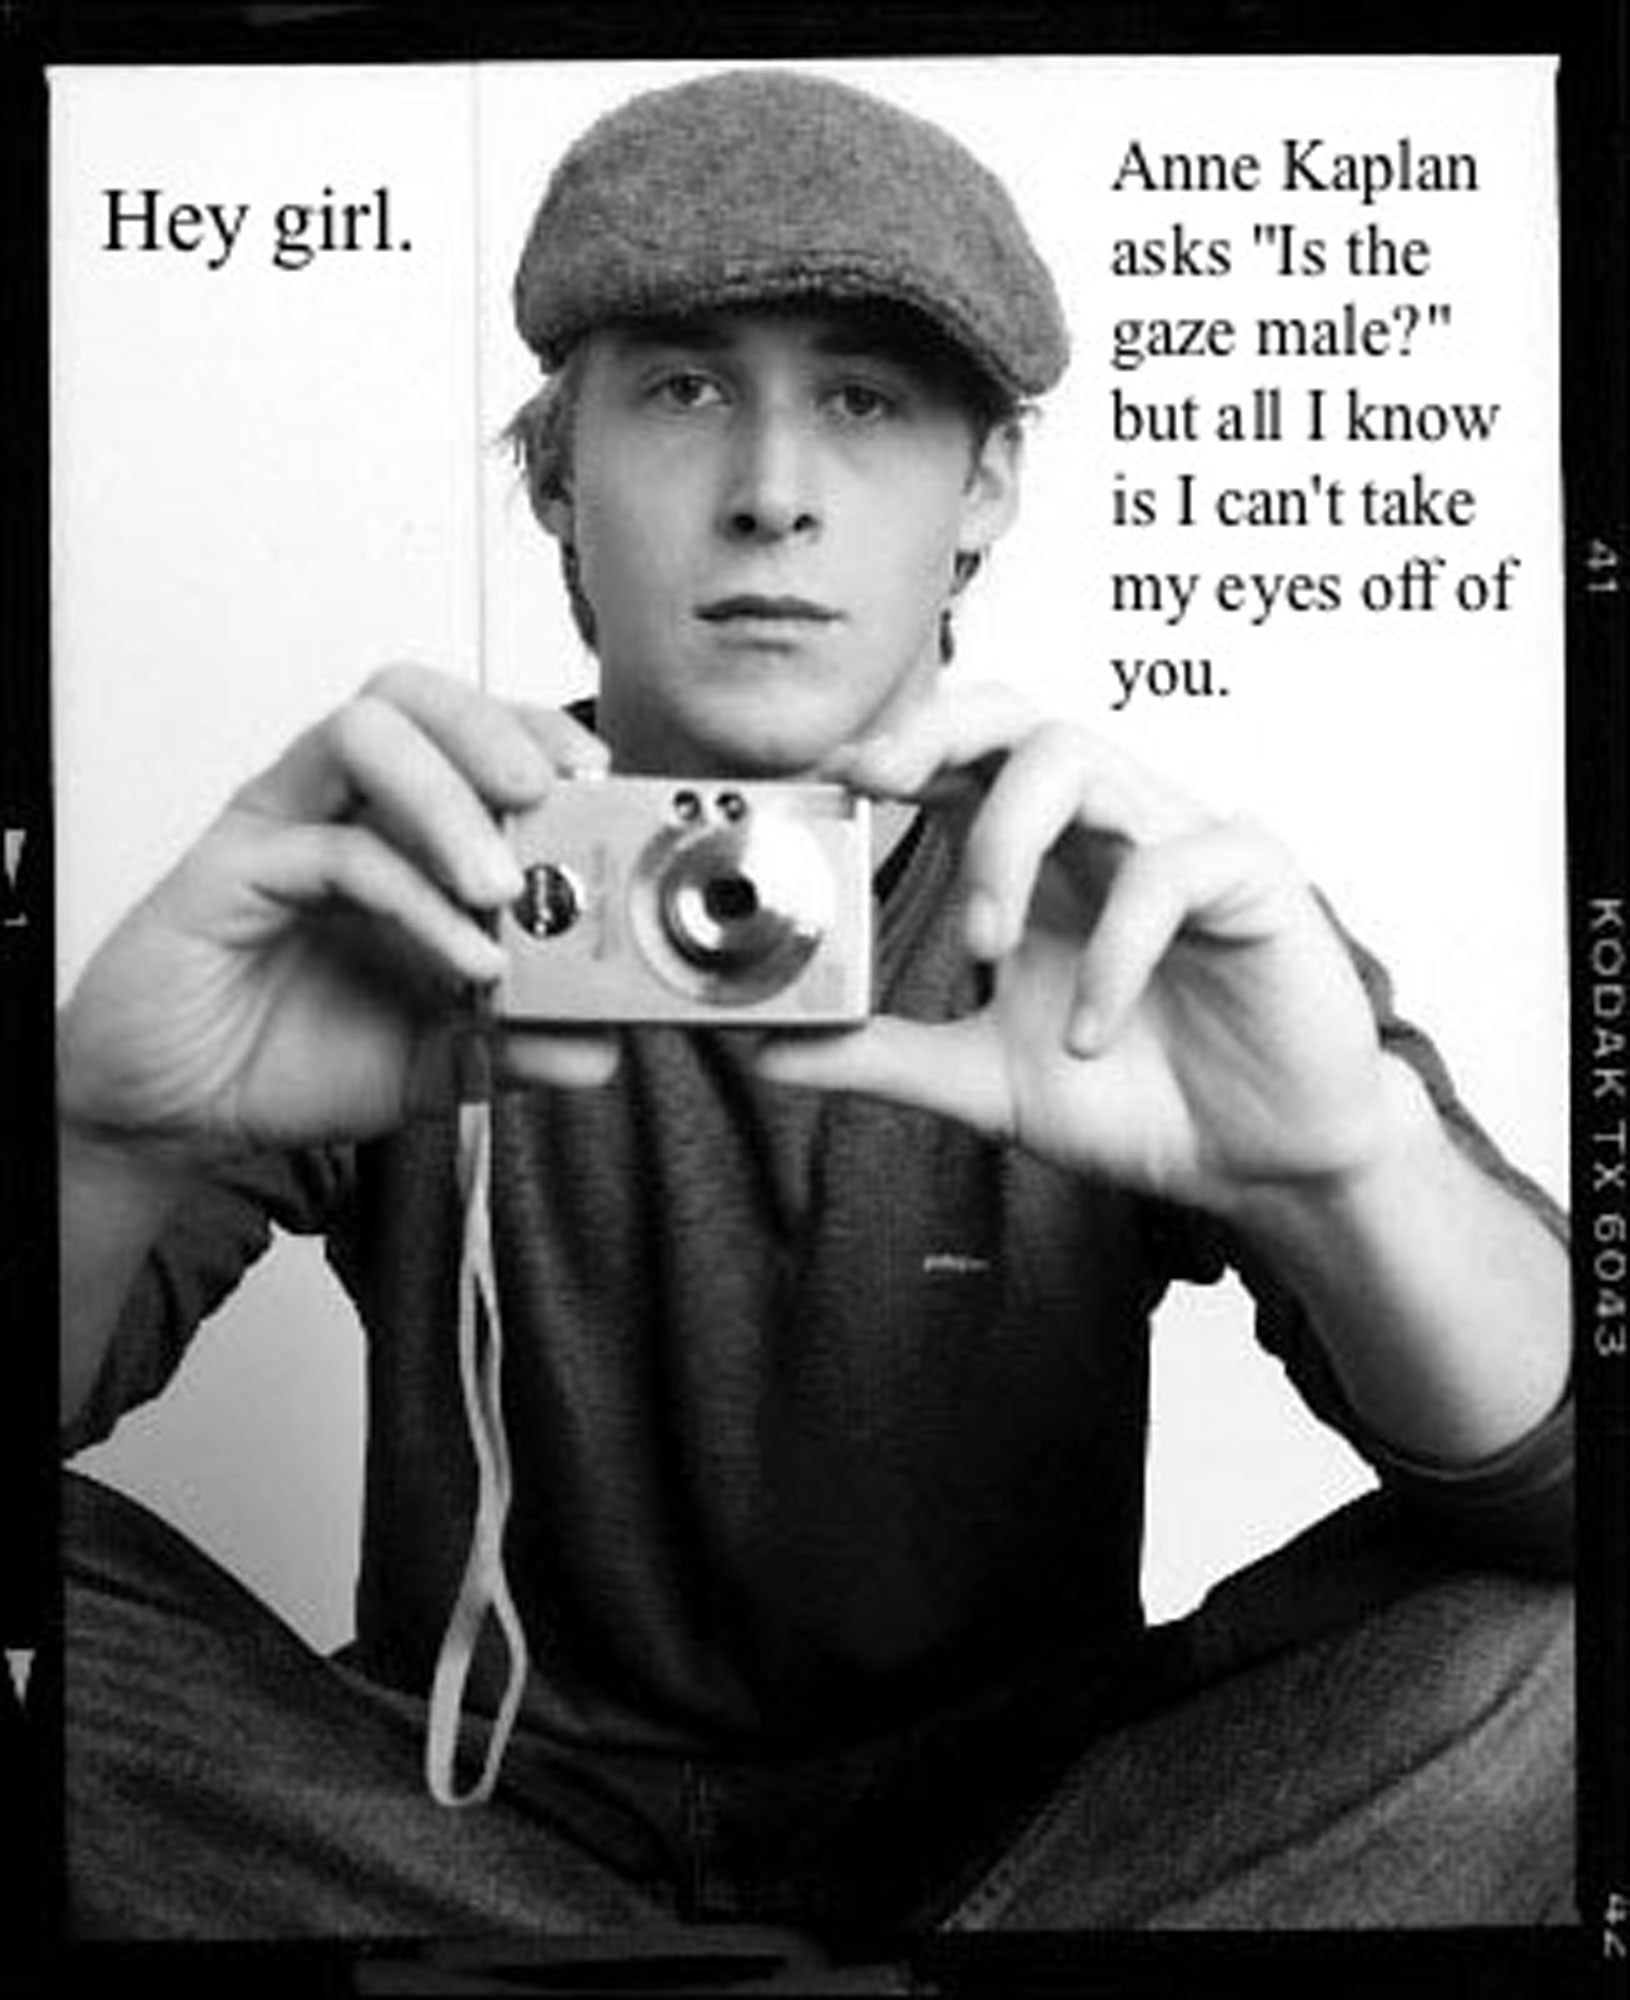 Hey girl.
Anne Kaplan
asks "Is the
gaze male?"
but all I know
is I can't take
my eyes off of
you.
41
KODAK TX 6043
42
1